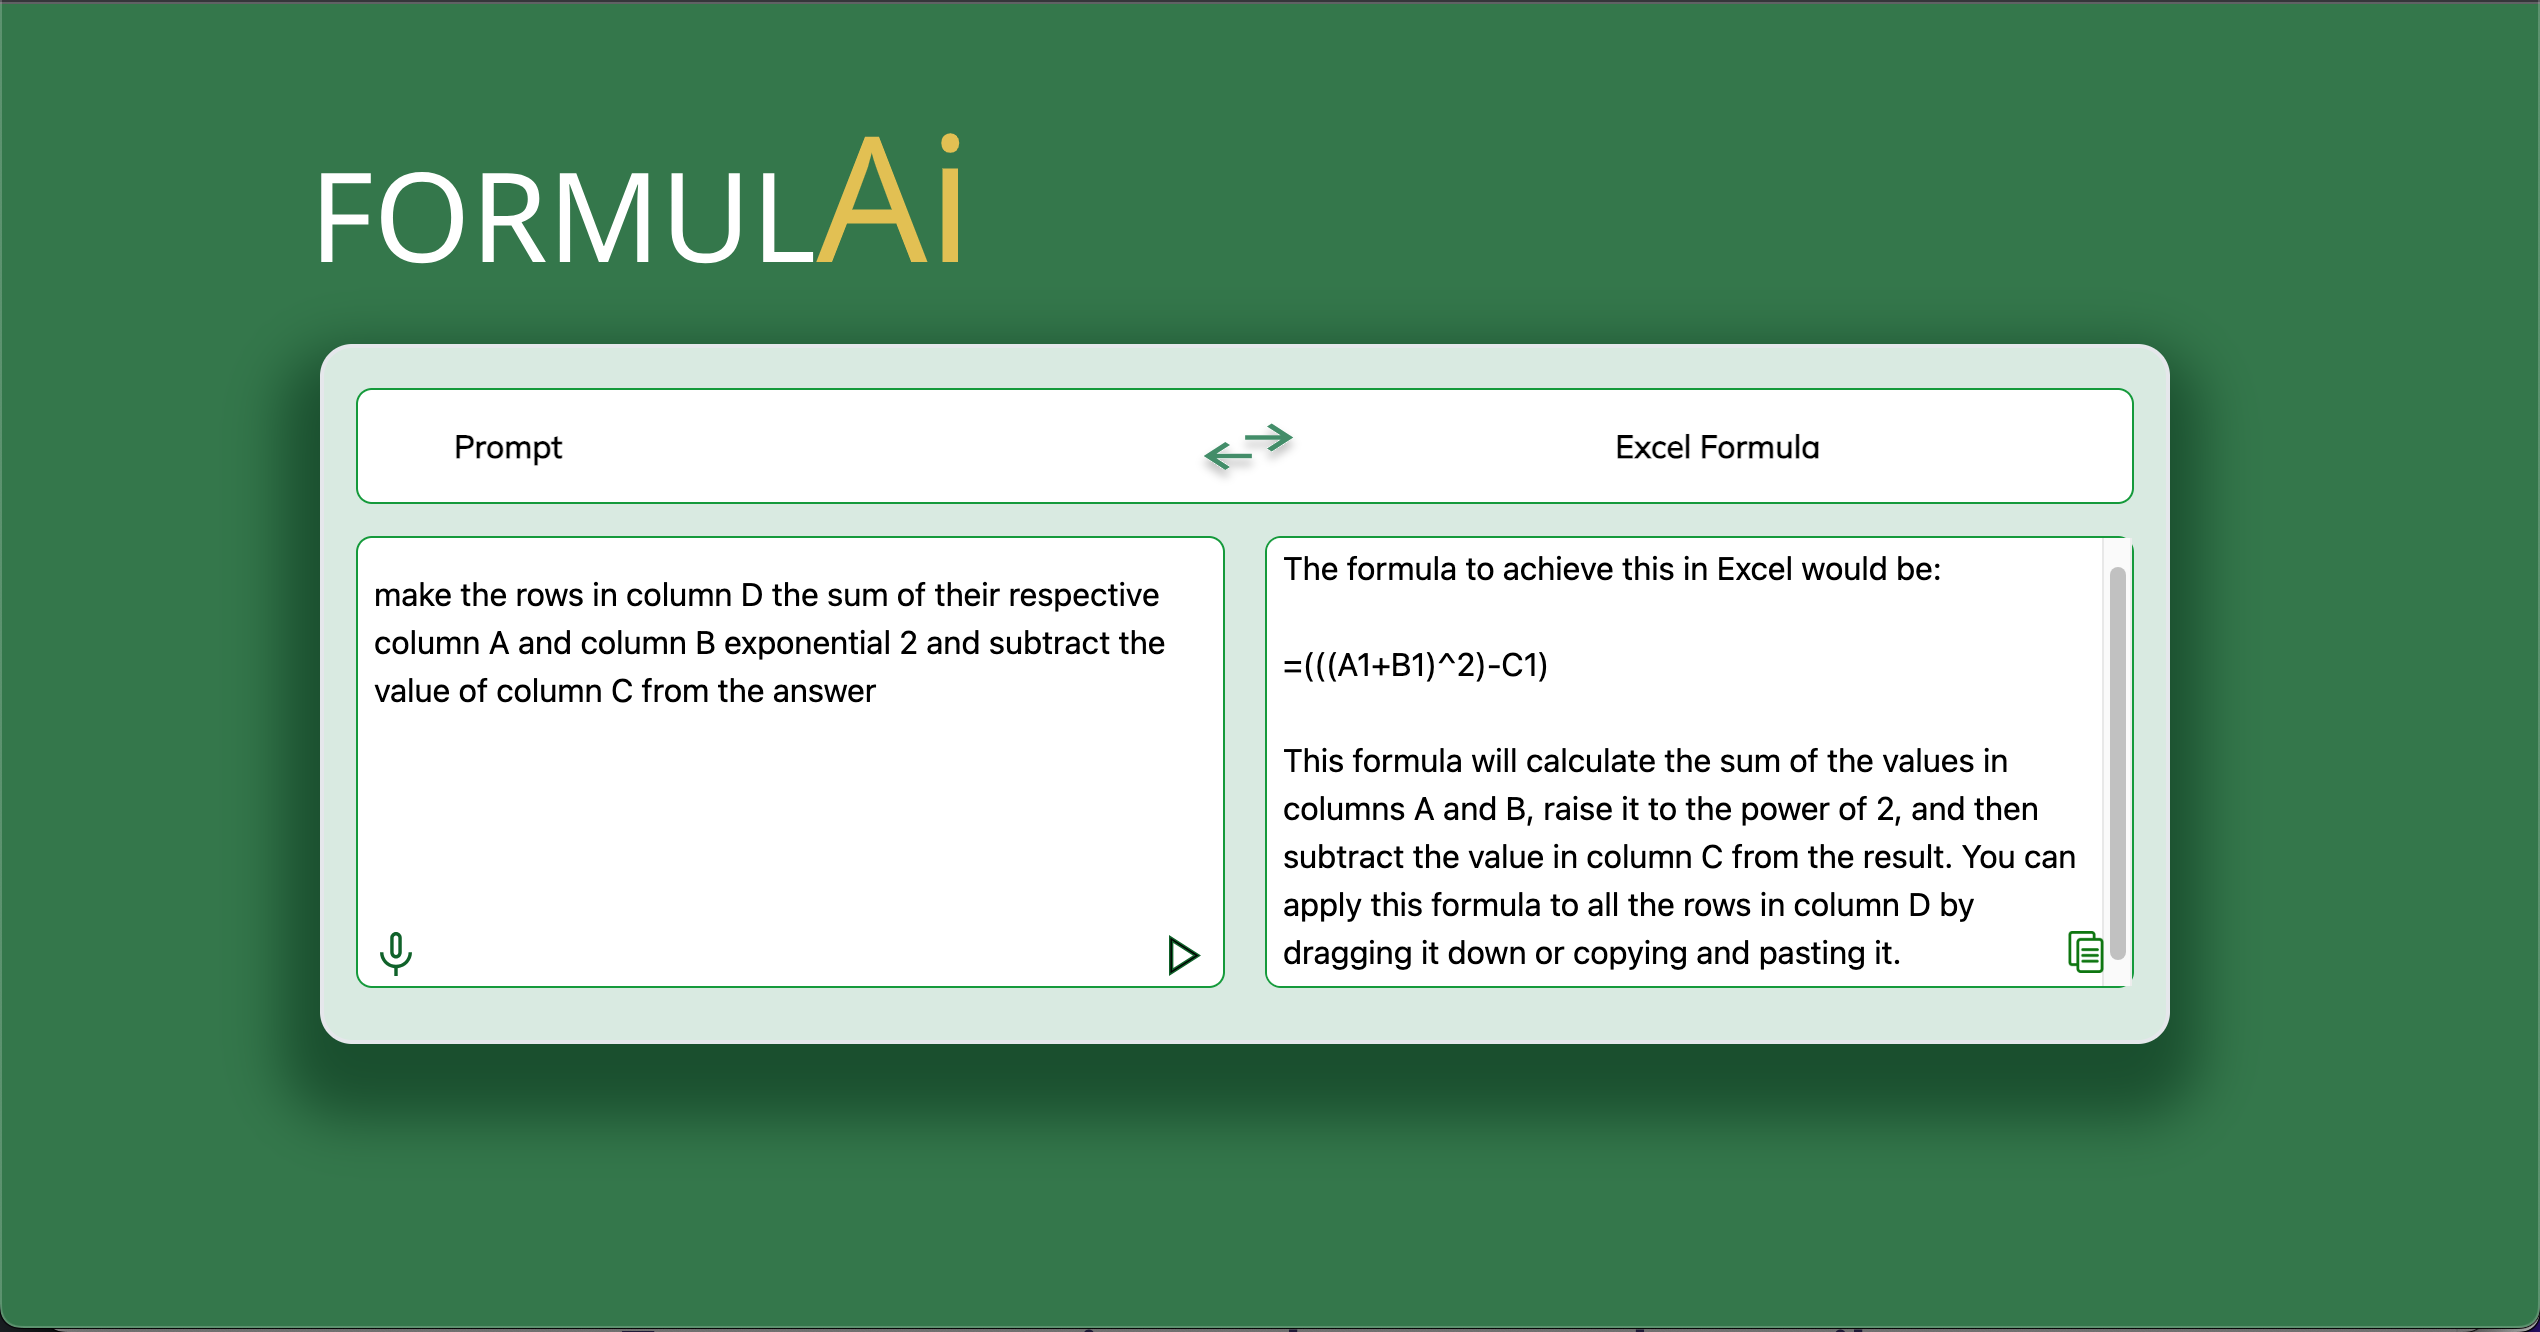 FORMULAi
Prompt
Excel Formula
make the rows in column D the sum of their respective
column A and column B exponential 2 and subtract the
value of column C from the answer
The formula to achieve this in Excel would be:
=(((A1+B1)^2)-C1)
This formula will calculate the sum of the values in
columns A and B, raise it to the power of 2, and then
subtract the value in column C from the result. You can
apply this formula to all the rows in column D by
dragging it down or copying and pasting it.